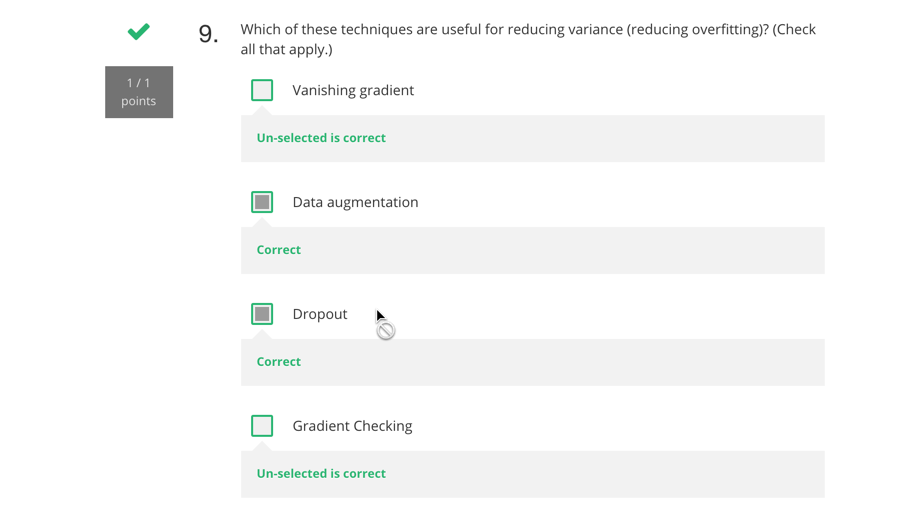 9. Which of these techniques are useful for reducing variance (reducing overfitting)? (Check
all that apply.)
1 / 1
points
Vanishing gradient
Un-selected is correct
Data augmentation
Correct
Dropout
Correct
Gradient Checking
Un-selected is correct